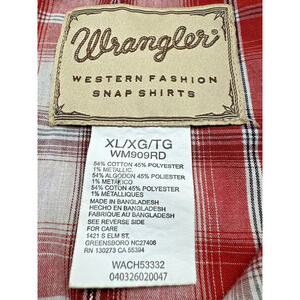 Wrangler
WESTERN FASHION
SNAP SHIRTS
XL/XG/TG
WM909RD
54% COTTON 45% POLYESTER
1% METALLIC.
54% ALGODON 45% POLIESTER
1% METALICO
54% COTON 45% POLYESTER
1% MÉTALLIQUES
MADE IN BANGLADESH
HECHO EN BANGLADESH
FABRIQUE AU BANGLADESH
SEE REVERSE SIDE
FOR CARE
1421 S ELM ST.
GREENSBORO NC27406
RN 130273 CA 55394
WACH53332
040326020047